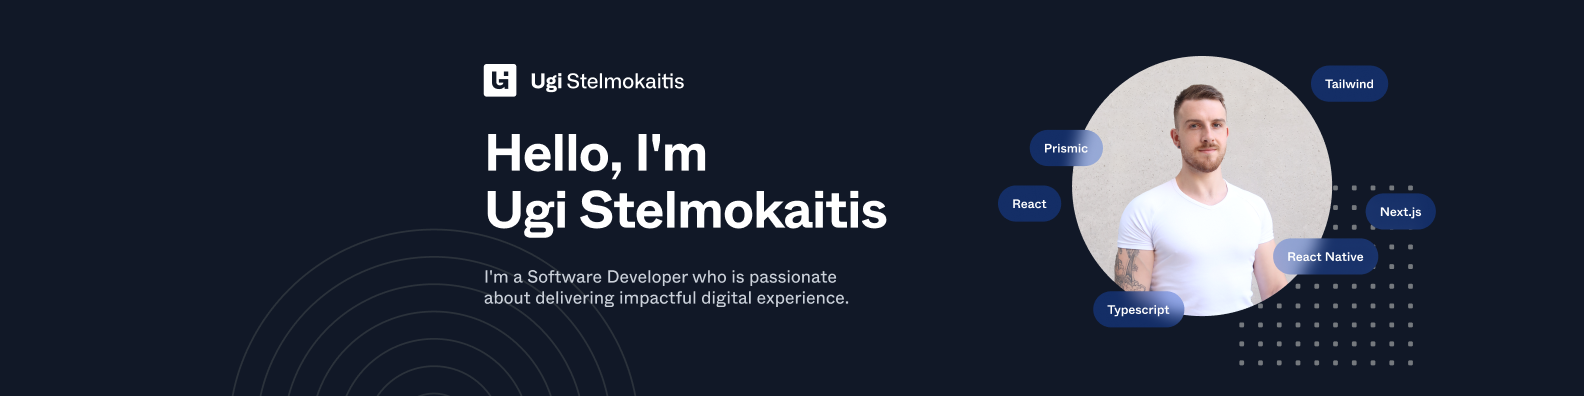 Ugi Stelmokaitis
Hello, I'm
Ugi Stelmokaitis
I'm a Software Developer who is passionate
about delivering impactful digital experience.
Tailwind
Prismic
React
Next.js
React Native
Typescript